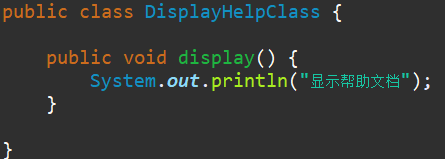 public class DisplayHelpClass {
public void display() {
System.out.println("显示帮助文档");
}
}